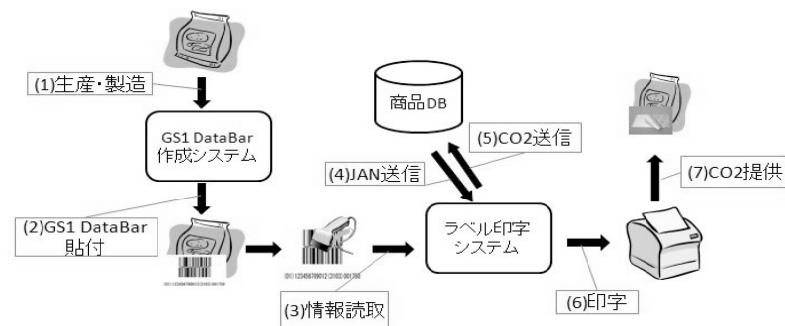 (1)生産・製造
GS1 DataBar
作成システム
(2)GS1 DataBar
貼付
(3)情報読取
商品DB
(4)JAN送信
(5)CO2送信
ラベル印字
システム
(6)印字
(7)CO2提供